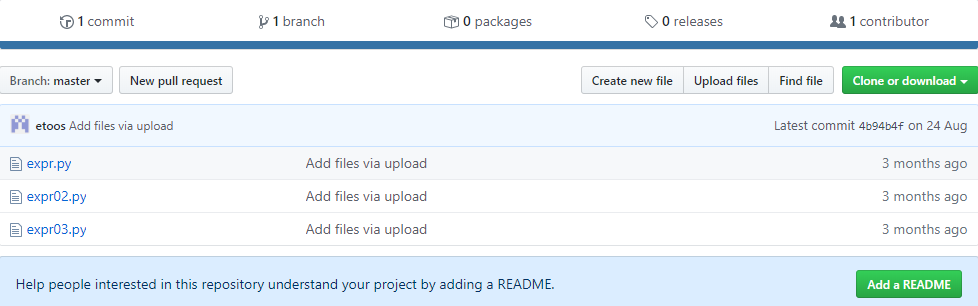 1 commit 1 branch 0 packages 0 releases 1 contributor
Branch: master New pull request Create new file Upload files Find file Clone or download
etoos Add files via upload Latest commit 4b94b4f on 24 Aug
expr.py Add files via upload 3 months ago
expr02.py Add files via upload 3 months ago
expr03.py Add files via upload 3 months ago
Help people interested in this repository understand your project by adding a README. Add a README